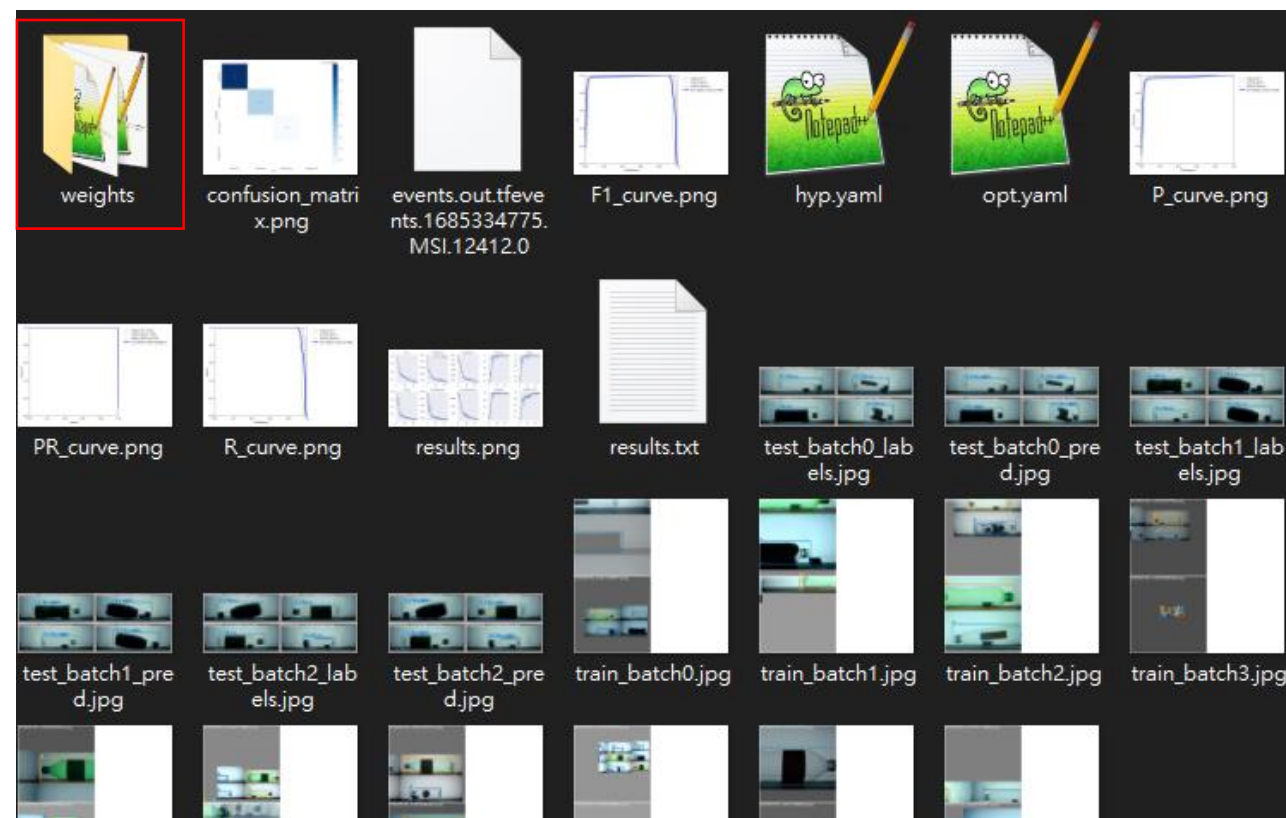 weights
confusion_matri
x.png
events.out.tfeve
nts.1685334775.
MSI.12412.0
F1_curve.png
Notepad++
hyp.yaml
Notepad++
opt.yaml
P_curve.png
PR_curve.png
R_curve.png
results.png
results.txt
test_batch0_lab
els.jpg
test_batch0_pre
d.jpg
test_batch1_lab
els.jpg
test_batch1_pre
d.jpg
test_batch2_lab
els.jpg
test_batch2_pre
d.jpg
train_batch0.jpg
train_batch1.jpg
train_batch2.jpg
train_batch3.jpg